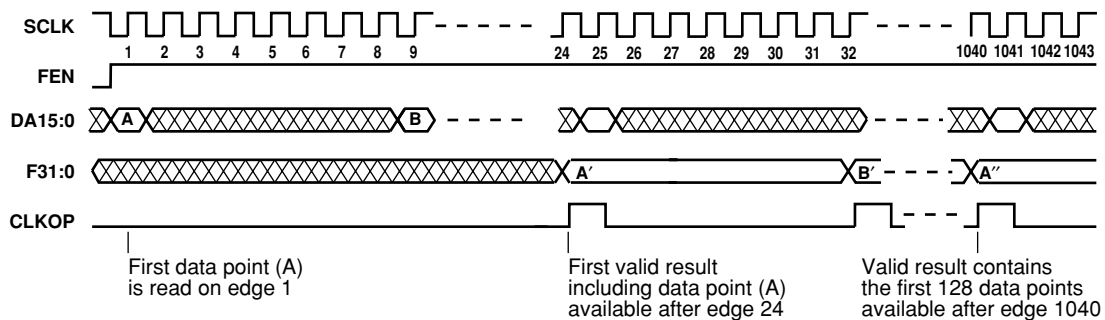 SCLK
1 2 3 4 5 6 7 8 9 24 25 26 27 28 29 30 31 32 1040 1041 1042 1043
FEN
DA15:0 A B
F31:0 A′ B′ A′′
CLKOP
First data point (A)
is read on edge 1
First valid result
including data point (A)
available after edge 24
Valid result contains
the first 128 data points
available after edge 1040